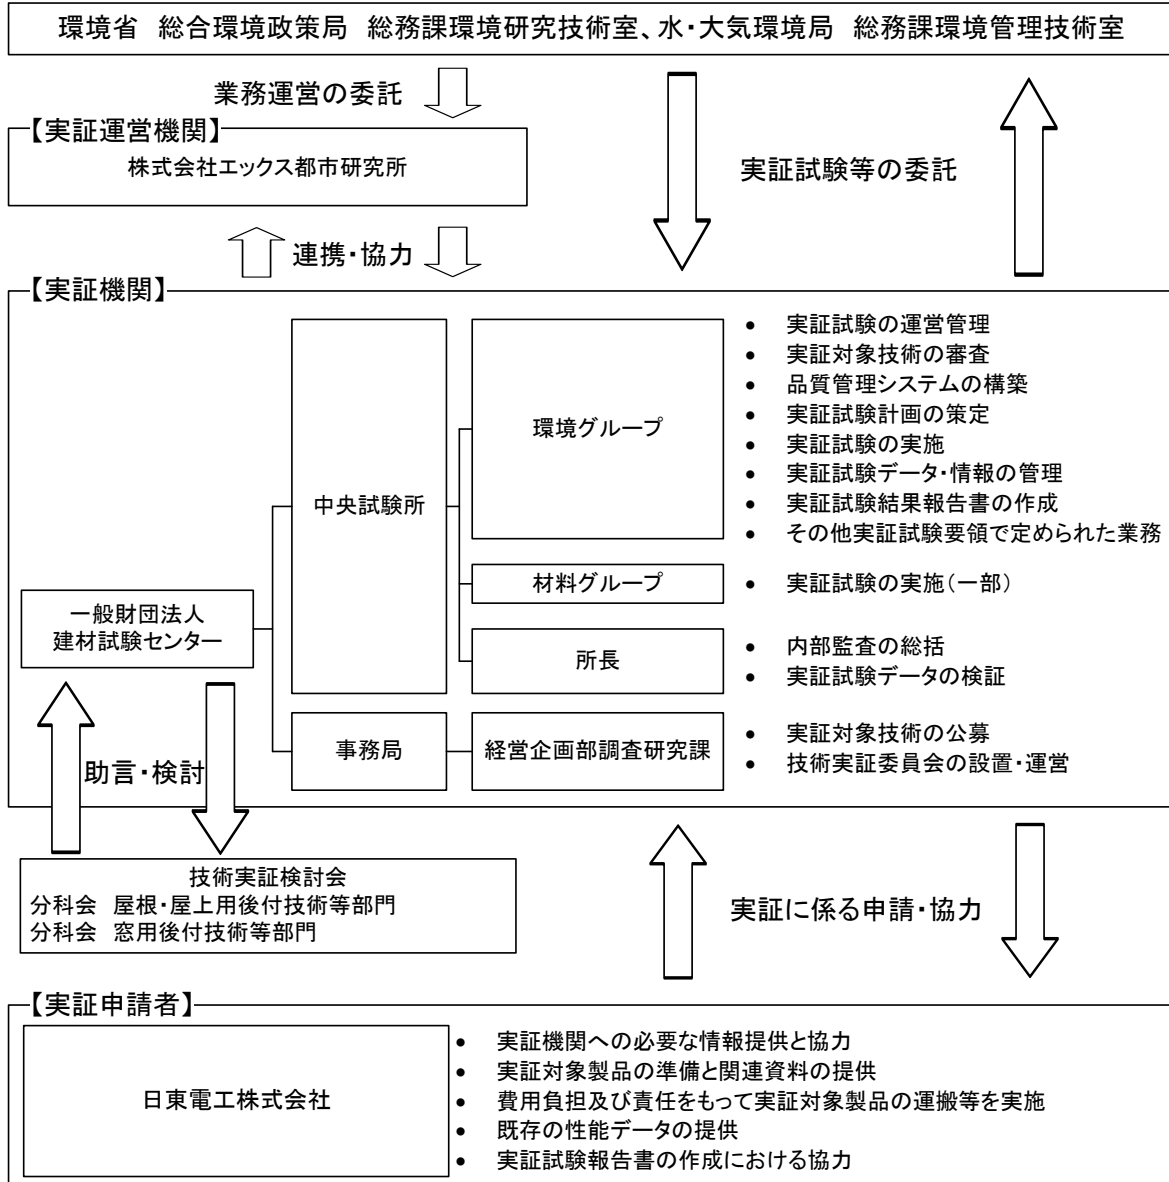 環境省 総合環境政策局 総務課環境研究技術室、水・大気環境局 総務課環境管理技術室
業務運営の委託
【実証運営機関】
株式会社エックス都市研究所
実証試験等の委託
連携・協力
【実証機関】
一般財団法人
建材試験センター
中央試験所
環境グループ
• 実証試験の運営管理
• 実証対象技術の審査
• 品質管理システムの構築
• 実証試験計画の策定
• 実証試験の実施
• 実証試験データ・情報の管理
• 実証試験結果報告書の作成
• その他実証試験要領で定められた業務
材料グループ
• 実証試験の実施（一部）
所長
• 内部監査の総括
• 実証試験データの検証
事務局
経営企画部調査研究課
• 実証対象技術の公募
• 技術実証委員会の設置・運営
助言・検討
技術実証検討会
分科会 屋根・屋上用後付技術等部門
分科会 窓用後付技術等部門
実証に係る申請・協力
【実証申請者】
日東電工株式会社
• 実証機関への必要な情報提供と協力
• 実証対象製品の準備と関連資料の提供
• 費用負担及び責任をもって実証対象製品の運搬等を実施
• 既存の性能データの提供
• 実証試験報告書の作成における協力